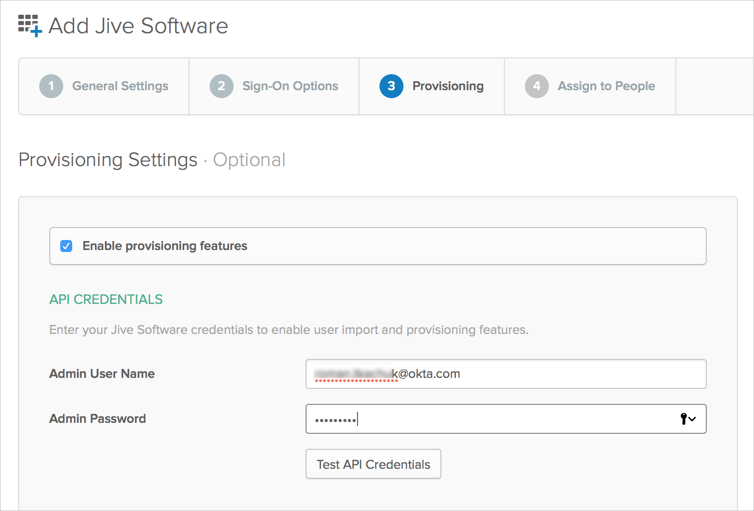 Add Jive Software
1 General Settings
2 Sign-On Options
3 Provisioning
4 Assign to People
Provisioning Settings · Optional
Enable provisioning features
API CREDENTIALS
Enter your Jive Software credentials to enable user import and provisioning features.
Admin User Name
k@okta.com
Admin Password
•••••••••
Test API Credentials